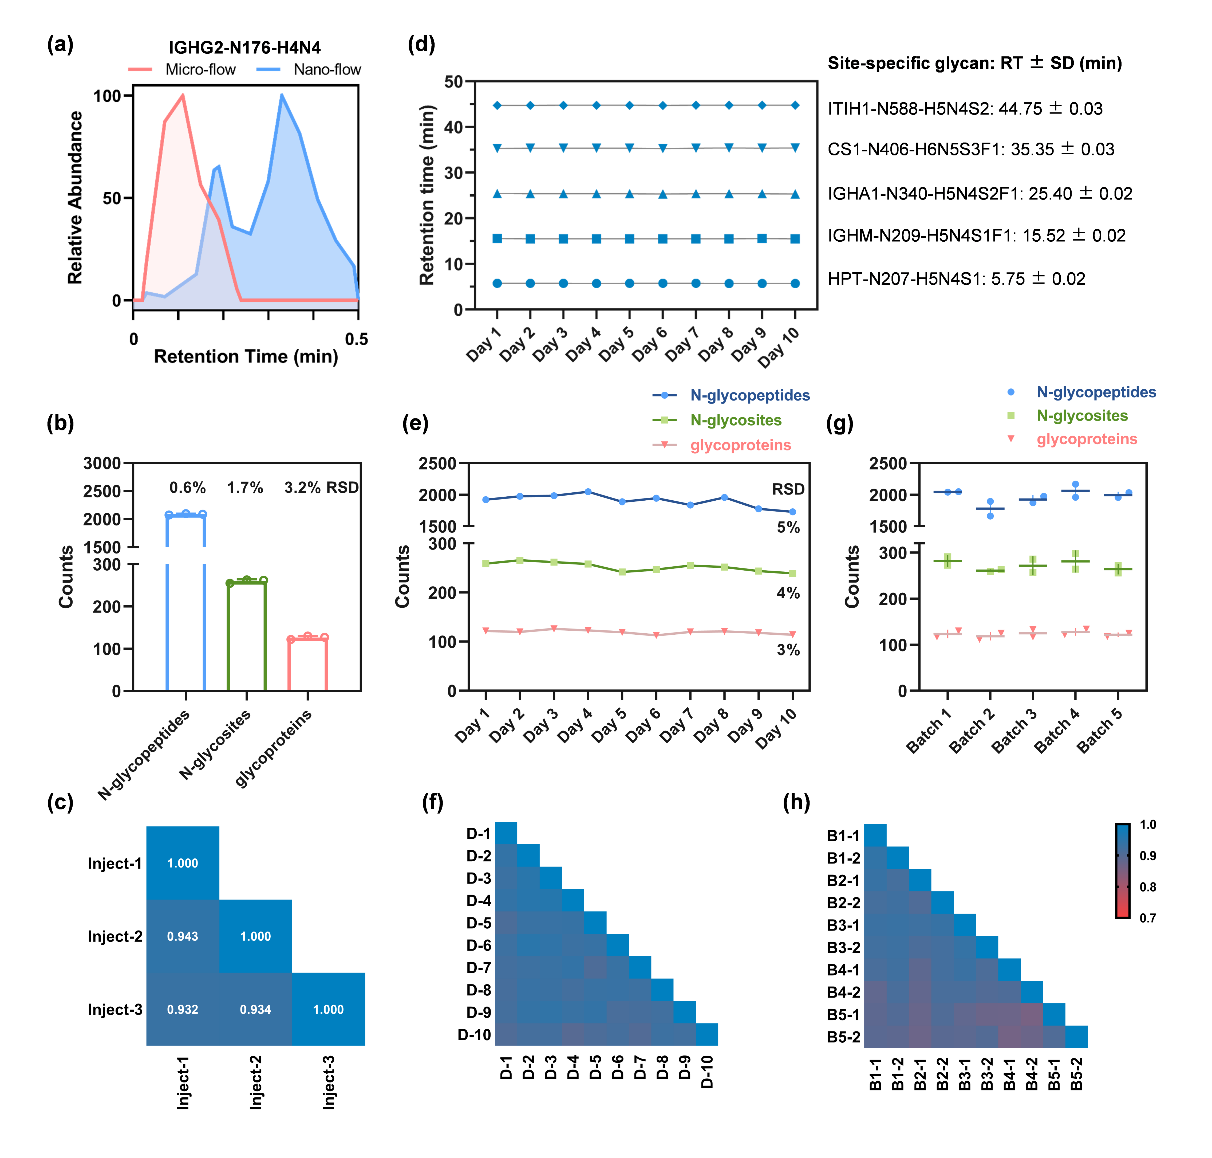 (a)
IGHG2-N176-H4N4
Micro-flow
Nano-flow
Relative Abundance
100
50
0
0
0.5
Retention Time (min)
(d)
Retention time (min)
50
40
30
20
10
0
Day 1
Day 2
Day 3
Day 4
Day 5
Day 6
Day 7
Day 8
Day 9
Day 10
Site-specific glycan: RT ± SD (min)
ITIH1-N588-H5N4S2: 44.75 ± 0.03
CS1-N406-H6N5S3F1: 35.35 ± 0.03
IGHA1-N340-H5N4S2F1: 25.40 ± 0.02
IGHM-N209-H5N4S1F1: 15.52 ± 0.02
HPT-N207-H5N4S1: 5.75 ± 0.02
(b)
Counts
3000
2500
2000
1500
300
200
100
0
0.6%
1.7%
3.2% RSD
N-glycopeptides
N-glycosites
glycoproteins
(e)
N-glycopeptides
N-glycosites
glycoproteins
Counts
2500
2000
1500
300
200
100
0
RSD
5%
4%
3%
Day 1
Day 2
Day 3
Day 4
Day 5
Day 6
Day 7
Day 8
Day 9
Day 10
(g)
N-glycopeptides
N-glycosites
glycoproteins
Counts
2500
2000
1500
300
200
100
0
Batch 1
Batch 2
Batch 3
Batch 4
Batch 5
(c)
Inject-1
Inject-2
Inject-3
1.000
0.943
1.000
0.932
0.934
1.000
Inject-1
Inject-2
Inject-3
(f)
D-1
D-2
D-3
D-4
D-5
D-6
D-7
D-8
D-9
D-10
D-1
D-2
D-3
D-4
D-5
D-6
D-7
D-8
D-9
D-10
(h)
B1-1
B1-2
B2-1
B2-2
B3-1
B3-2
B4-1
B4-2
B5-1
B5-2
B1-1
B1-2
B2-1
B2-2
B3-1
B3-2
B4-1
B4-2
B5-1
B5-2
1.0
0.9
0.8
0.7